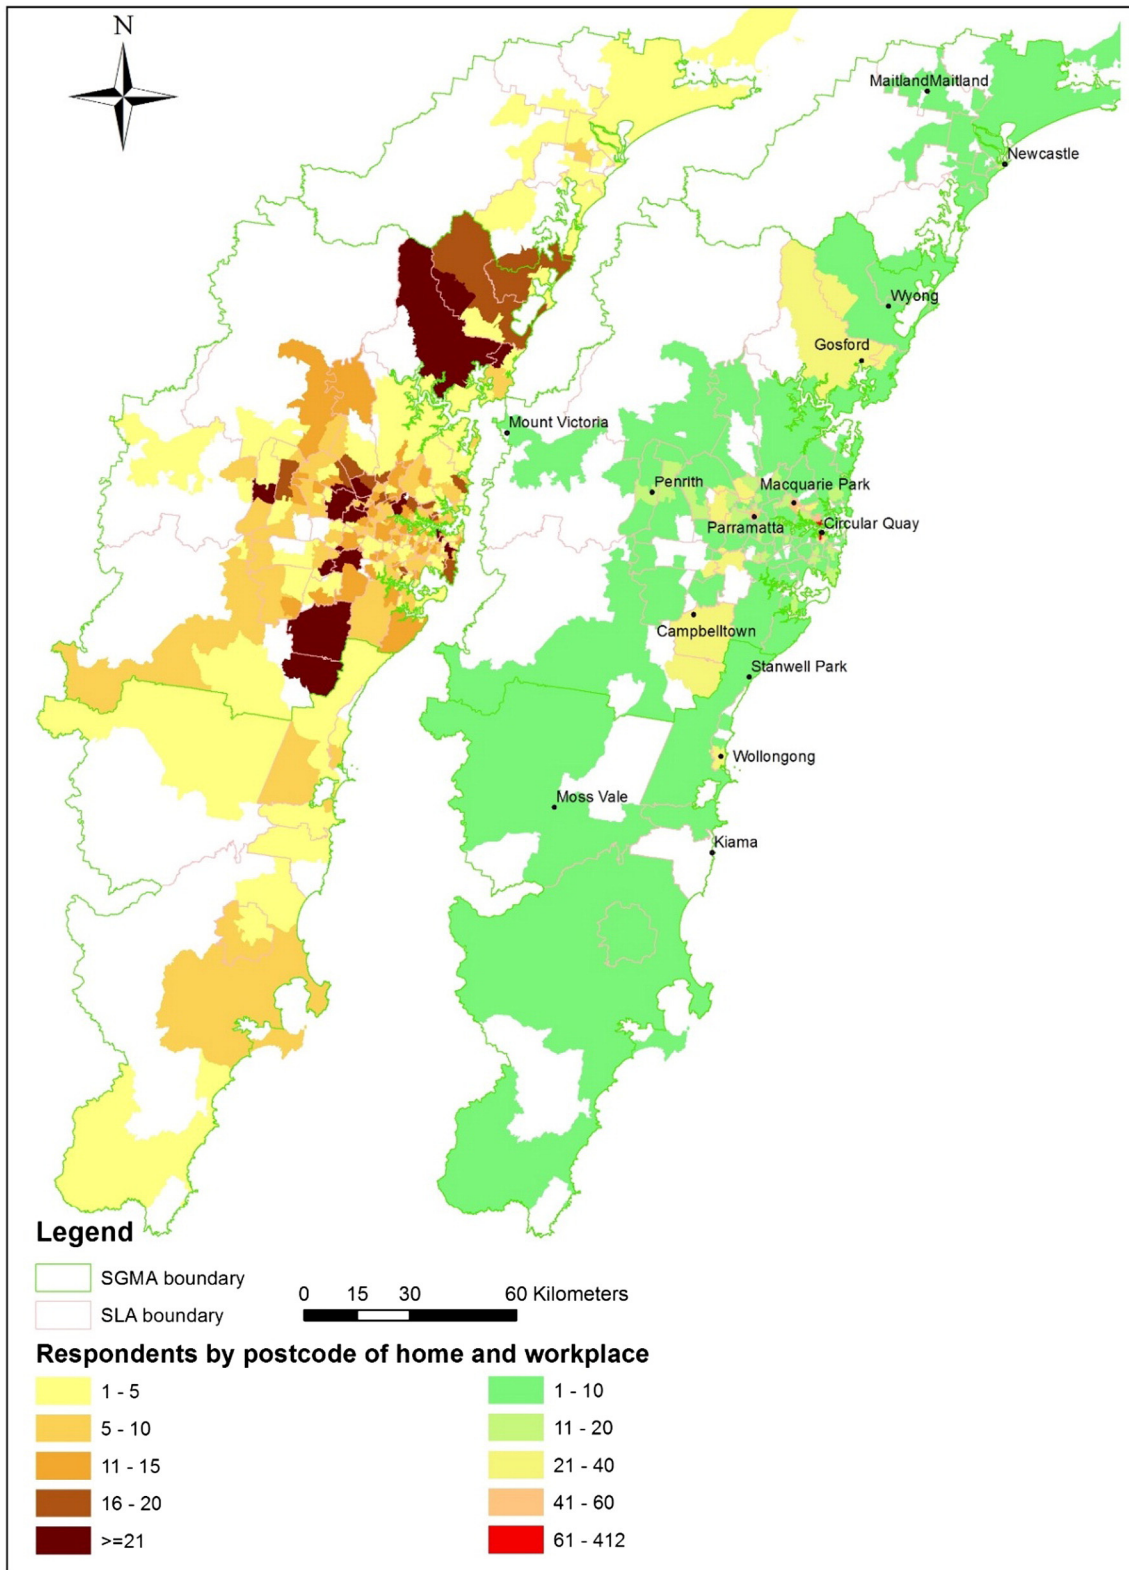 N
MaitlandMaitland
Newcastle
Wyong
Gosford
Mount Victoria
Penrith
Macquarie Park
Parramatta
Circular Quay
Campbelltown
Stanwell Park
Wollongong
Moss Vale
Kiama
Legend
SGMA boundary
SLA boundary
0 15 30 60 Kilometers
Respondents by postcode of home and workplace
1 - 5 1 - 10
5 - 10 11 - 20
11 - 15 21 - 40
16 - 20 41 - 60
>=21 61 - 412